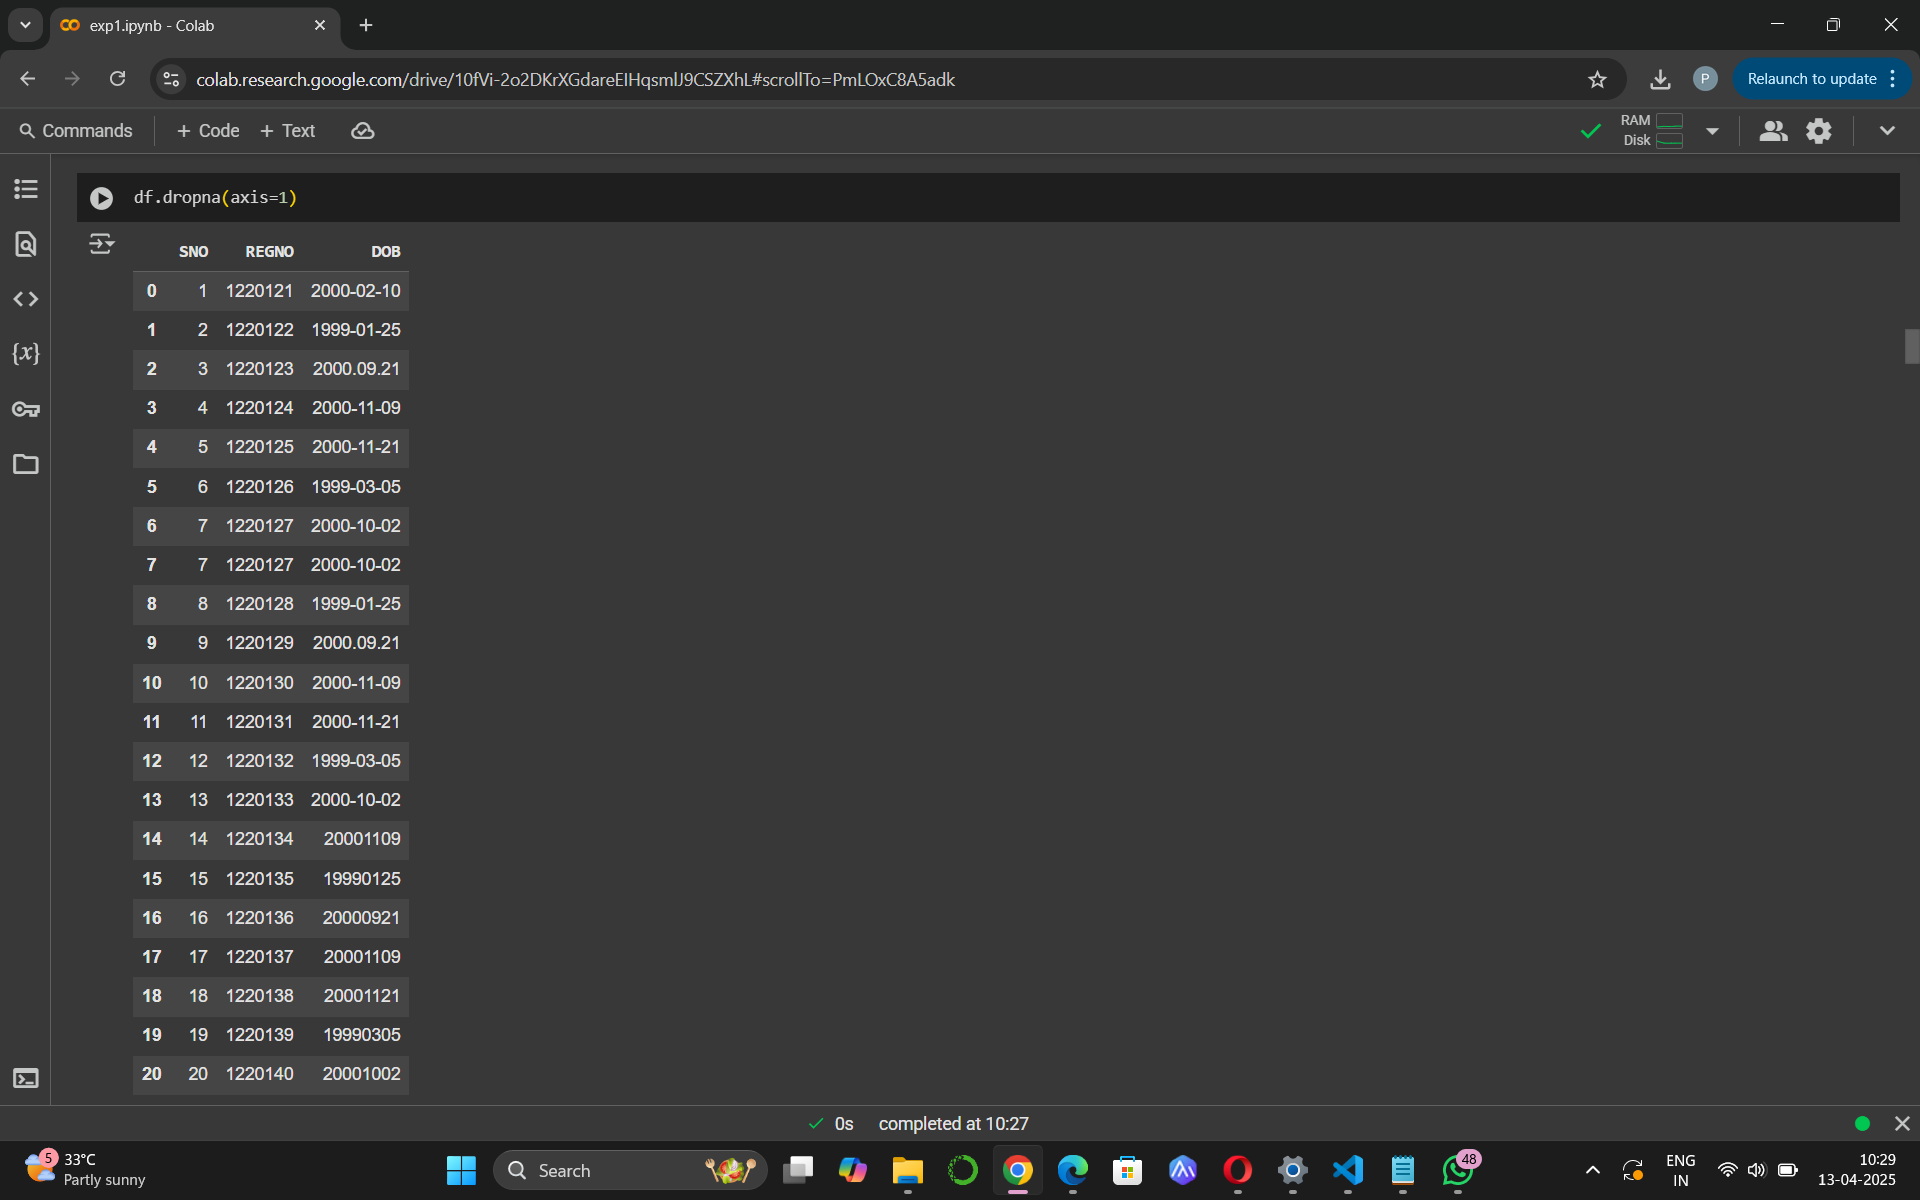 exp1.ipynb - Colab
colab.research.google.com/drive/10fVi-2o2DKrXGdareEIHqsmlJ9CSZXhL#scrollTo=PmLOxC8A5adk
P
Relaunch to update
Commands
+ Code
+ Text
RAM
Disk
df.dropna(axis=1)
{x}
SNO REGNO DOB
0 1 1220121 2000-02-10
1 2 1220122 1999-01-25
2 3 1220123 2000.09.21
3 4 1220124 2000-11-09
4 5 1220125 2000-11-21
5 6 1220126 1999-03-05
6 7 1220127 2000-10-02
7 7 1220127 2000-10-02
8 8 1220128 1999-01-25
9 9 1220129 2000.09.21
10 10 1220130 2000-11-09
11 11 1220131 2000-11-21
12 12 1220132 1999-03-05
13 13 1220133 2000-10-02
14 14 1220134 20001109
15 15 1220135 19990125
16 16 1220136 20000921
17 17 1220137 20001109
18 18 1220138 20001121
19 19 1220139 19990305
20 20 1220140 20001002
0s completed at 10:27
5
33°C
Partly sunny
Search
48
ENG
IN
10:29
13-04-2025